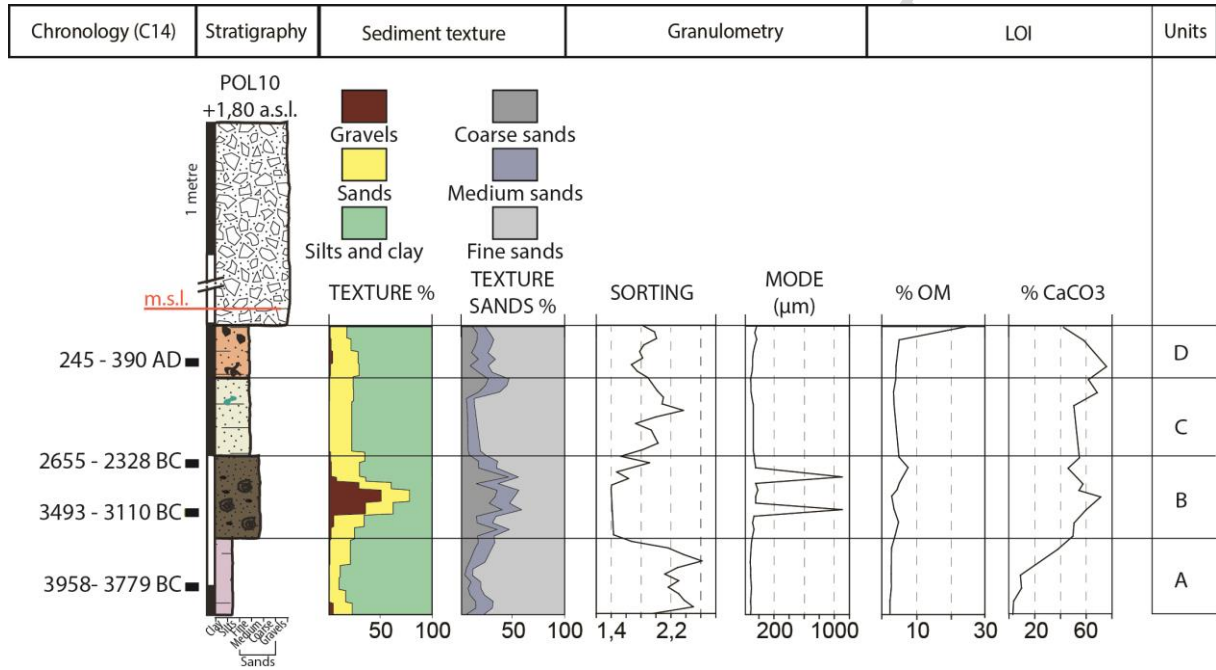 Chronology (C14) Stratigraphy Sediment texture Granulometry LOI Units
POL10
+1,80 a.s.l.
1 metre
m.s.l.
Gravels
Sands
Silts and clay
Coarse sands
Medium sands
Fine sands
TEXTURE %
TEXTURE
SANDS %
SORTING
MODE
(µm)
% OM
% CaCO3
245 - 390 AD
2655 - 2328 BC
3493 - 3110 BC
3958- 3779 BC
D
C
B
A
50 100
50 100
1,4 2,2
200 1000
10 30
20 60
Clay
Silts
Fine
Medium
Coarse
Gravels
Sands